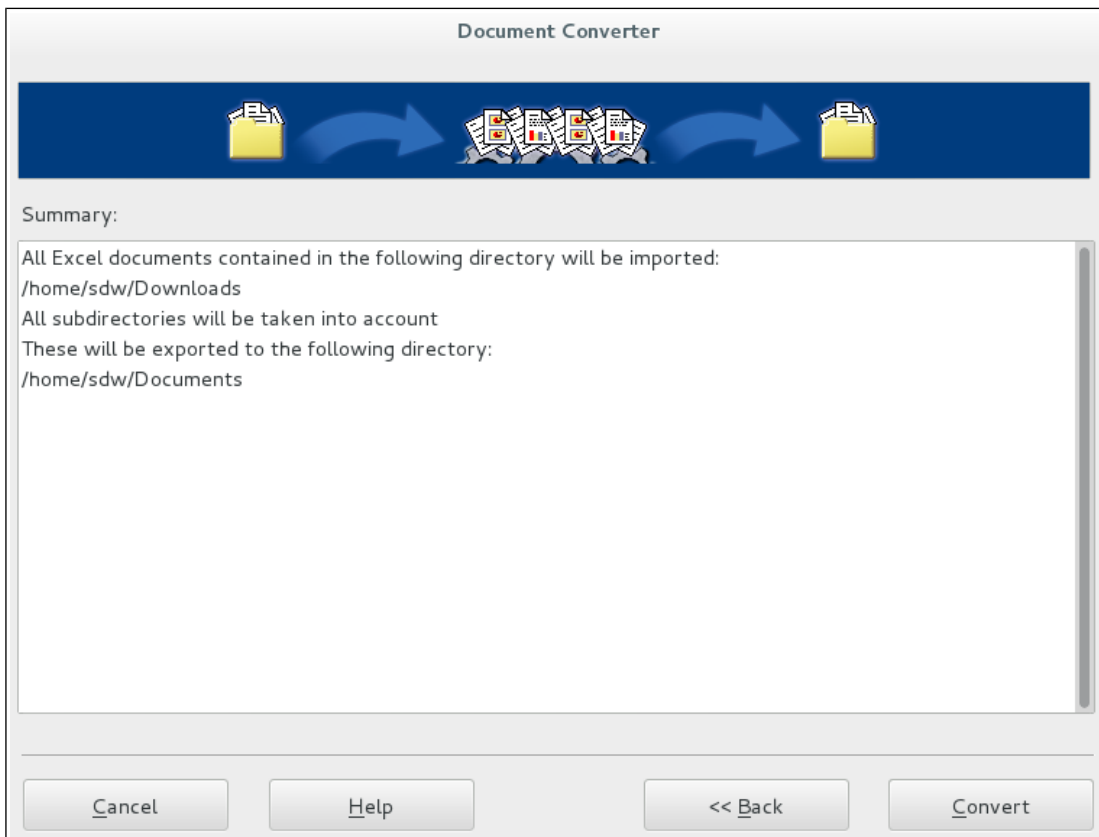 Document Converter
Summary:
All Excel documents contained in the following directory will be imported:
/home/sdw/Downloads
All subdirectories will be taken into account
These will be exported to the following directory:
/home/sdw/Documents
Cancel
Help
<< Back
Convert